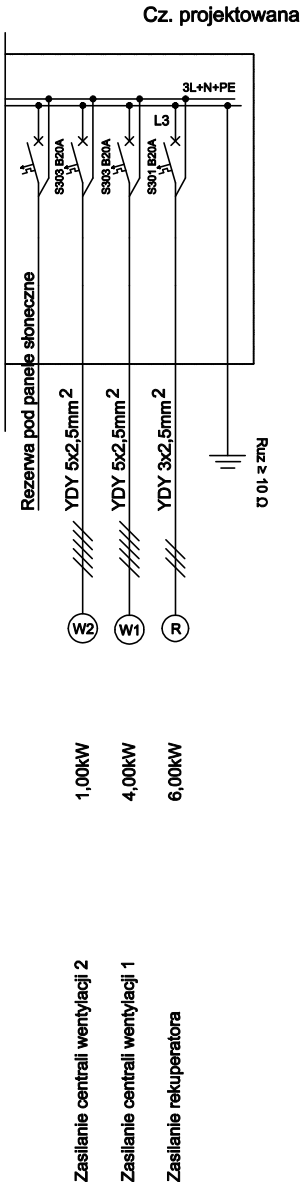 Cz. projektowana
3L+N+PE
L3
S303 B20A
S303 B20A
S301 B20A
Rezerwa pod panele słoneczne
YDY 5x2,5mm²
YDY 5x2,5mm²
YDY 3x2,5mm²
Ruz ≥ 10 Ω
W2
W1
R
1,00kW
4,00kW
6,00kW
Zasilanie centrali wentylacji 2
Zasilanie centrali wentylacji 1
Zasilanie rekuperatora